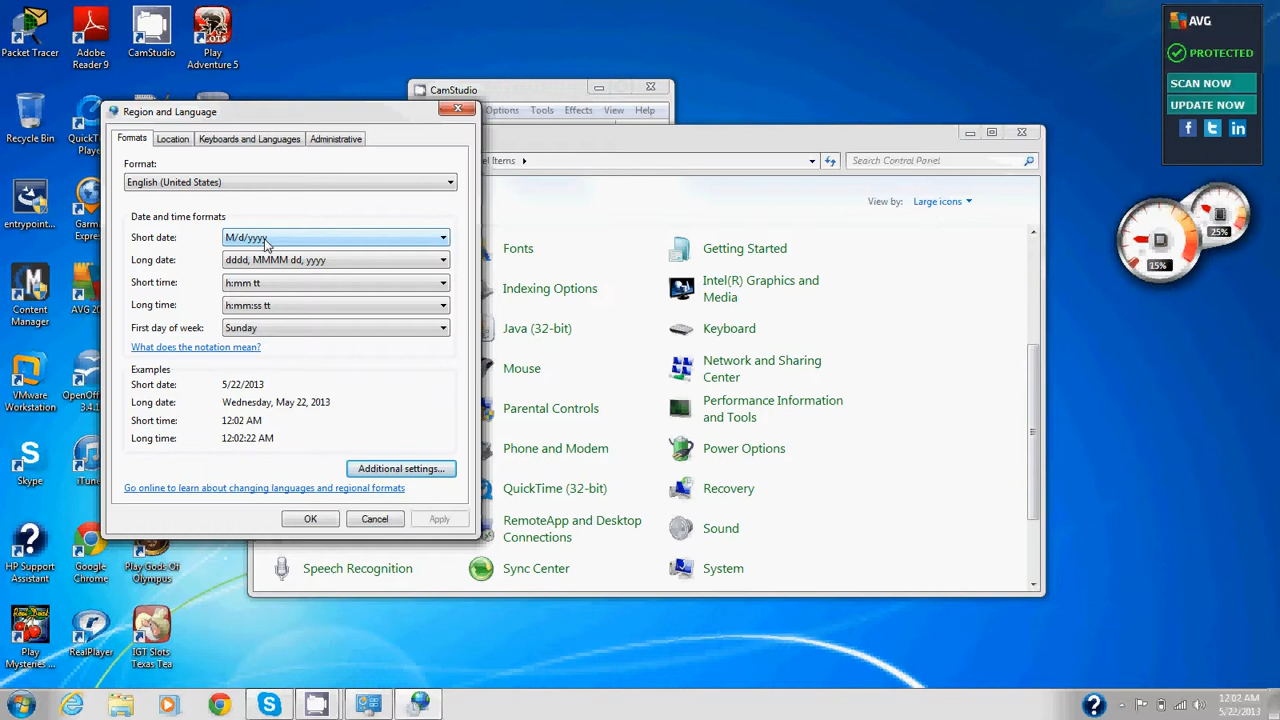 Packet Tracer
Adobe Reader 9
CamStudio
Play Adventure 5
Recycle Bin
QuickT
Playe
entrypoint...
Garm
Expre
Content Manager
AVG 20
VMware Workstation
OpenOff
3.4.1
Skype
iTun
HP Support Assistant
Google Chrome
Play Gods Of Olympus
Play Mysteries ...
RealPlayer
IGT Slots Texas Tea
CamStudio
Options Tools Effects View Help
Region and Language
Formats Location Keyboards and Languages Administrative
Format:
English (United States)
Date and time formats
Short date: M/d/yyyy
Long date: dddd, MMMM dd, yyyy
Short time: h:mm tt
Long time: h:mm:ss tt
First day of week: Sunday
What does the notation mean?
Examples
Short date: 5/22/2013
Long date: Wednesday, May 22, 2013
Short time: 12:02 AM
Long time: 12:02:22 AM
Additional settings...
Go online to learn about changing languages and regional formats
OK Cancel Apply
el Items
Search Control Panel
View by: Large icons
Fonts
Getting Started
Indexing Options
Intel(R) Graphics and Media
Java (32-bit)
Keyboard
Mouse
Network and Sharing Center
Parental Controls
Performance Information and Tools
Phone and Modem
Power Options
QuickTime (32-bit)
Recovery
RemoteApp and Desktop Connections
Sound
Speech Recognition
Sync Center
System
AVG
PROTECTED
SCAN NOW
UPDATE NOW
15%
25%
12:02 AM
5/22/2013